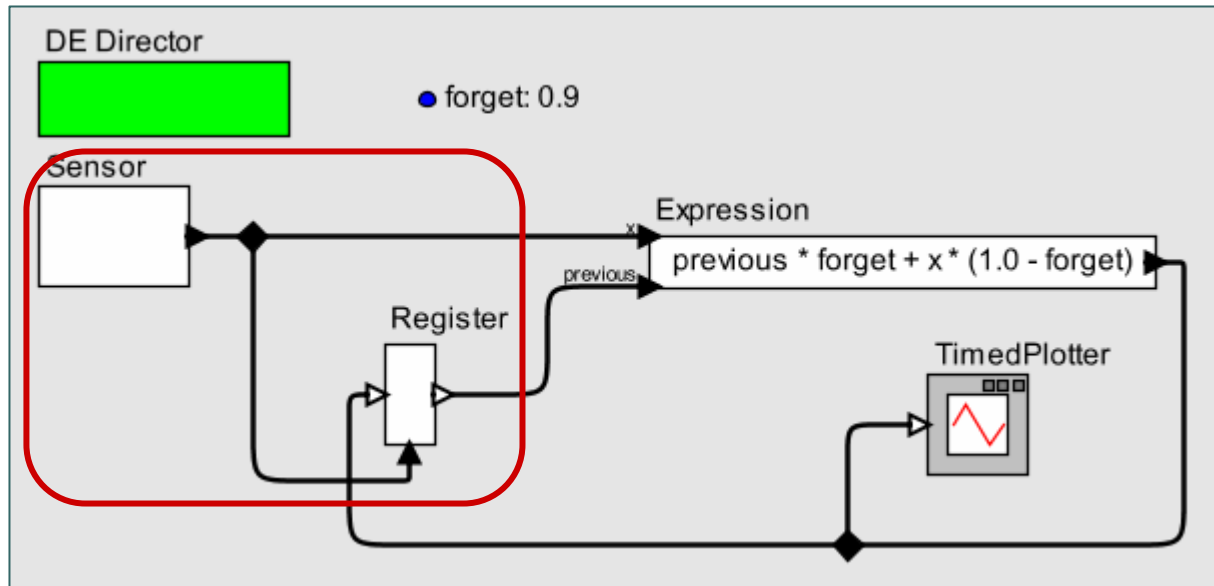 DE Director
forget: 0.9
Sensor
Expression
x
previous * forget + x * (1.0 - forget)
previous
Register
TimedPlotter